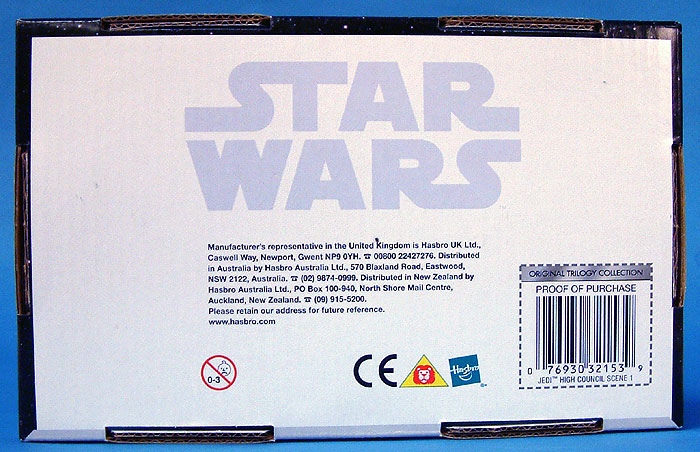 STAR
WARS
Manufacturer's representative in the United Kingdom is Hasbro UK Ltd.,
Caswell Way, Newport, Gwent NP9 0YH. ☎ 00800 22427276. Distributed
in Australia by Hasbro Australia Ltd., 570 Blaxland Road, Eastwood,
NSW 2122, Australia. ☎ (02) 9874-0999. Distributed in New Zealand by
Hasbro Australia Ltd., PO Box 100-940, North Shore Mail Centre,
Auckland, New Zealand. ☎ (09) 915-5200.
Please retain our address for future reference.
www.hasbro.com
ORIGINAL TRILOGY COLLECTION
PROOF OF PURCHASE
0 76930 32153 9
JEDI™ HIGH COUNCIL SCENE 1
0-3
CE
Hasbro